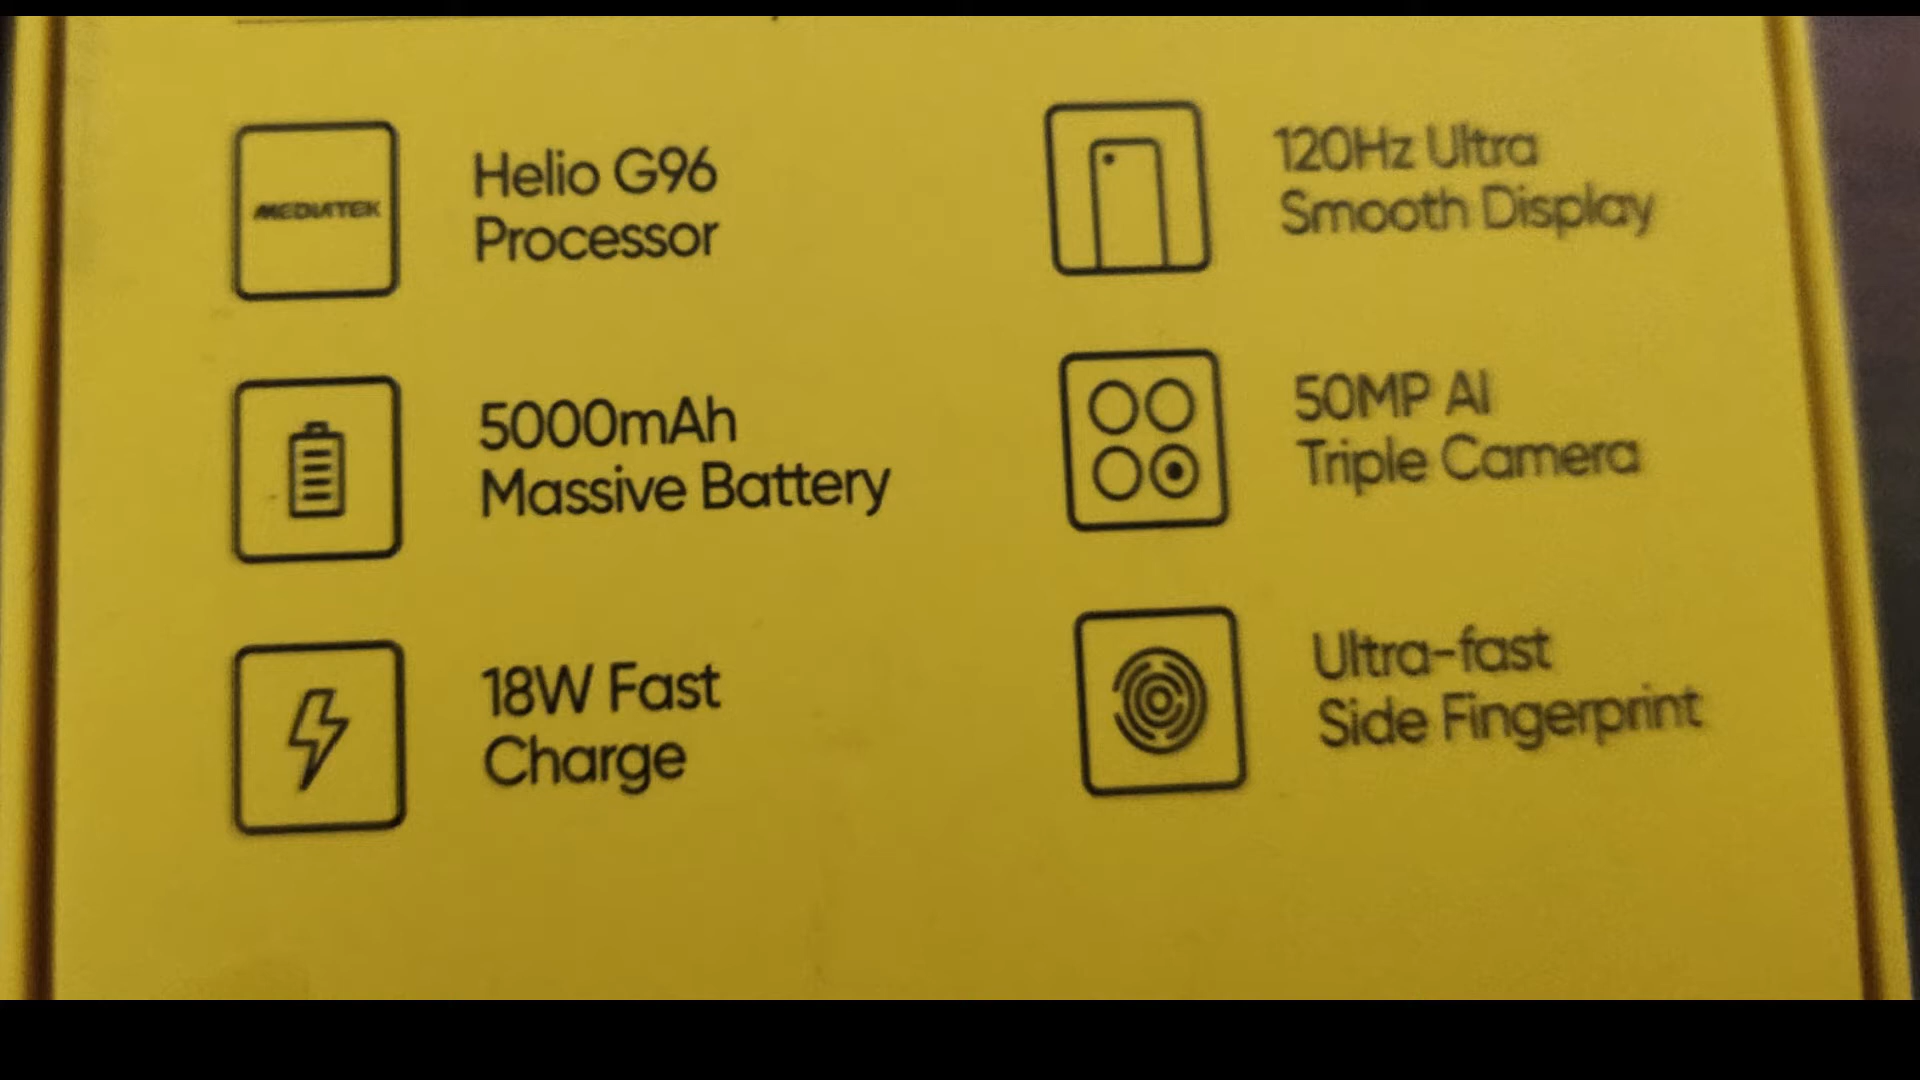 MEDIATEK
Helio G96
Processor
120Hz Ultra
Smooth Display
5000mAh
Massive Battery
50MP AI
Triple Camera
18W Fast
Charge
Ultra-fast
Side Fingerprint